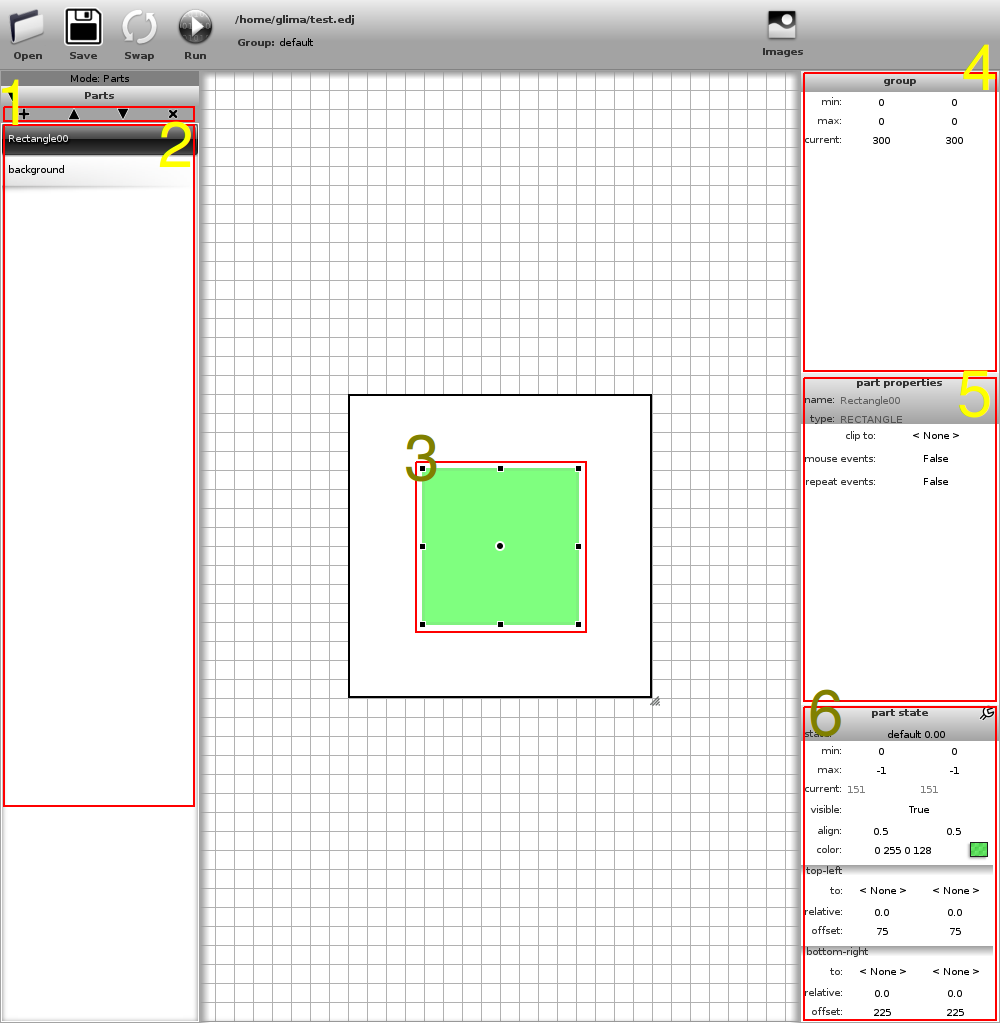 /home/glima/test.edj
Group: default
Open Save Swap Run
Images
Mode: Parts
Parts
1
2
Rectangle00
background
3
4
group
min: 0 0
max: 0 0
current: 300 300
5
part properties
name: Rectangle00
type: RECTANGLE
clip to: < None >
mouse events: False
repeat events: False
6
part state
default 0.00
min: 0 0
max: -1 -1
current: 151 151
visible: True
align: 0.5 0.5
color: 0 255 0 128
top-left
to: < None > < None >
relative: 0.0 0.0
offset: 75 75
bottom-right
to: < None > < None >
relative: 0.0 0.0
offset: 225 225